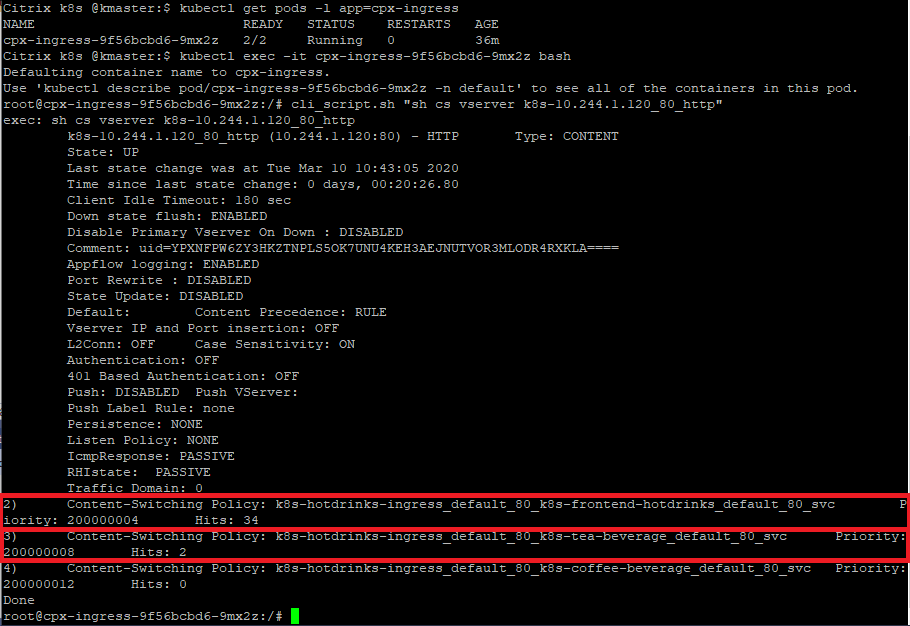 Citrix k8s @kmaster:$ kubectl get pods -l app=cpx-ingress
NAME                          READY   STATUS    RESTARTS   AGE
cpx-ingress-9f56bcbd6-9mx2z   2/2     Running   0          36m
Citrix k8s @kmaster:$ kubectl exec -it cpx-ingress-9f56bcbd6-9mx2z bash
Defaulting container name to cpx-ingress.
Use 'kubectl describe pod/cpx-ingress-9f56bcbd6-9mx2z -n default' to see all of the containers in this pod.
root@cpx-ingress-9f56bcbd6-9mx2z:/# cli_script.sh "sh cs vserver k8s-10.244.1.120_80_http"
exec: sh cs vserver k8s-10.244.1.120_80_http
        k8s-10.244.1.120_80_http (10.244.1.120:80) - HTTP       Type: CONTENT
        State: UP
        Last state change was at Tue Mar 10 10:43:05 2020
        Time since last state change: 0 days, 00:20:26.80
        Client Idle Timeout: 180 sec
        Down state flush: ENABLED
        Disable Primary Vserver On Down : DISABLED
        Comment: uid=YPXNFPW6ZY3HKZTNPLS5OK7UNU4KEH3AEJNUTVOR3MLODR4RXKLA====
        Appflow logging: ENABLED
        Port Rewrite : DISABLED
        State Update: DISABLED
        Default:        Content Precedence: RULE
        Vserver IP and Port insertion: OFF
        L2Conn: OFF     Case Sensitivity: ON
        Authentication: OFF
        401 Based Authentication: OFF
        Push: DISABLED  Push VServer:
        Push Label Rule: none
        Persistence: NONE
        Listen Policy: NONE
        IcmpResponse: PASSIVE
        RHIstate:  PASSIVE
        Traffic Domain: 0
2)      Content-Switching Policy: k8s-hotdrinks-ingress_default_80_k8s-frontend-hotdrinks_default_80_svc        P
iority: 200000004       Hits: 34
3)      Content-Switching Policy: k8s-hotdrinks-ingress_default_80_k8s-tea-beverage_default_80_svc      Priority:
200000008       Hits: 2
4)      Content-Switching Policy: k8s-hotdrinks-ingress_default_80_k8s-coffee-beverage_default_80_svc   Priority:
200000012       Hits: 0
Done
root@cpx-ingress-9f56bcbd6-9mx2z:/#